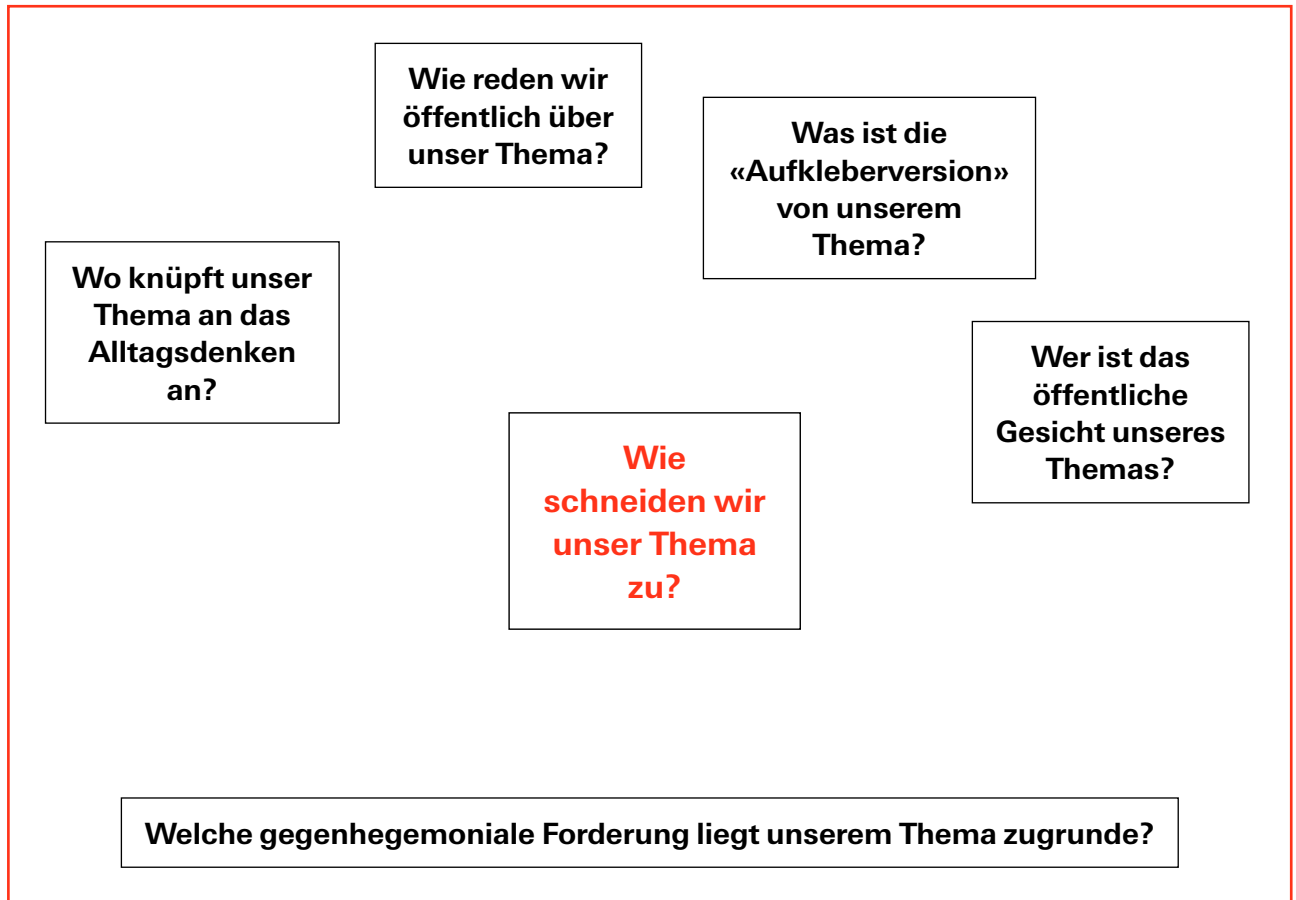 Wie reden wir
öffentlich über
unser Thema?
Was ist die
«Aufkleberversion»
von unserem
Thema?
Wo knüpft unser
Thema an das
Alltagsdenken
an?
Wer ist das
öffentliche
Gesicht unseres
Themas?
Wie
schneiden wir
unser Thema
zu?
Welche gegenhegemoniale Forderung liegt unserem Thema zugrunde?